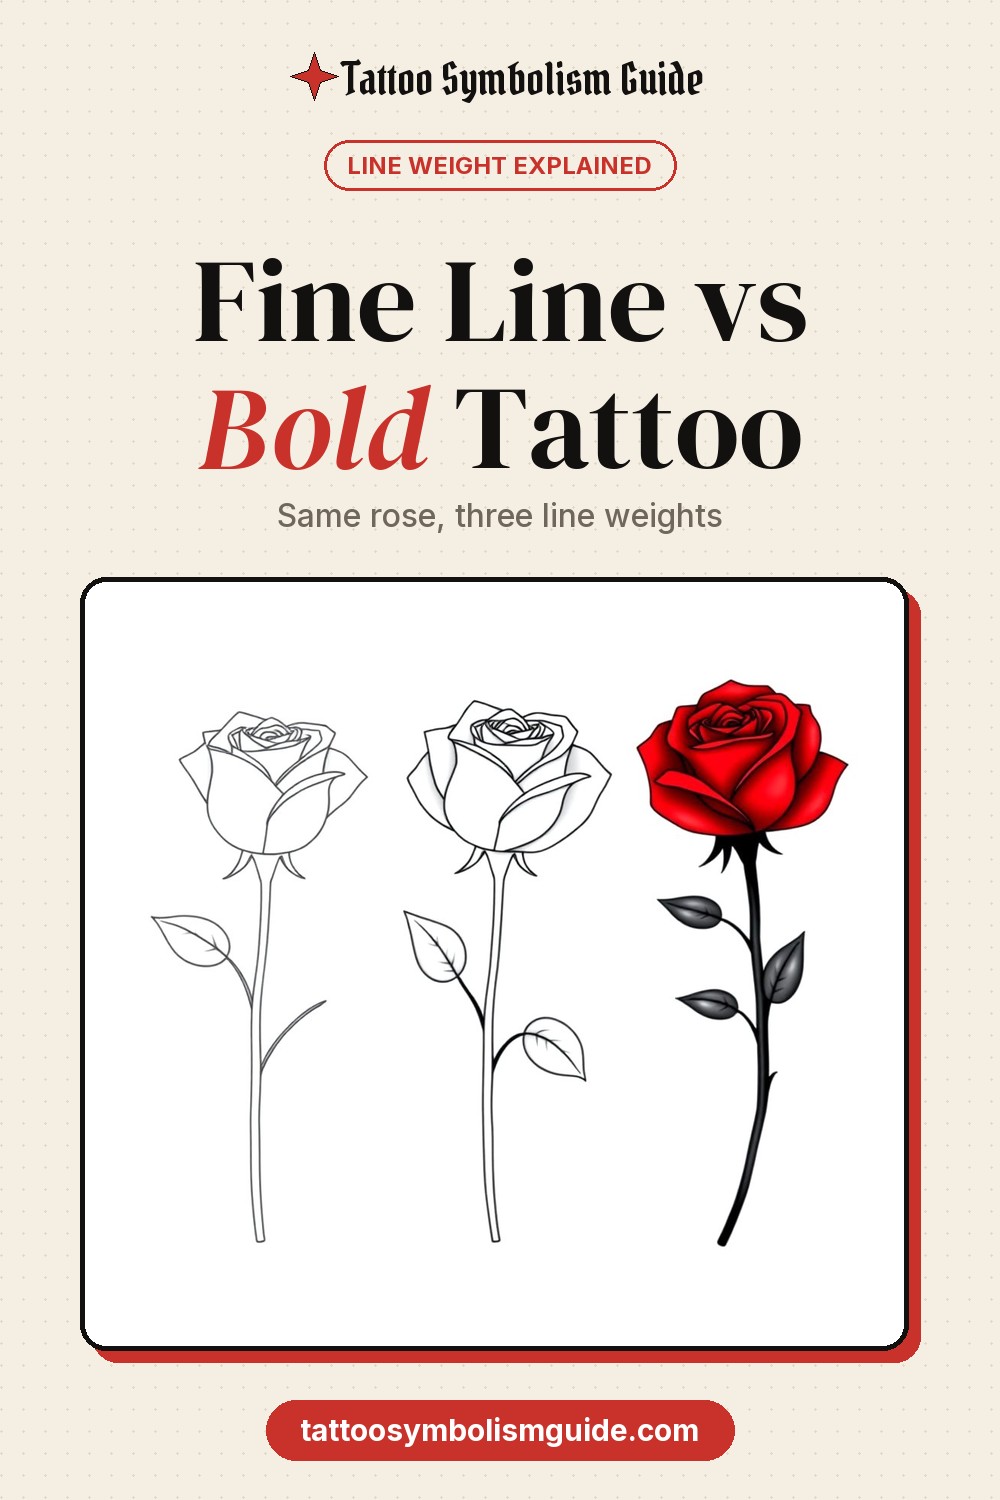 Tattoo Symbolism Guide
LINE WEIGHT EXPLAINED
Fine Line vs
Bold Tattoo
Same rose, three line weights
tattoosymbolismguide.com